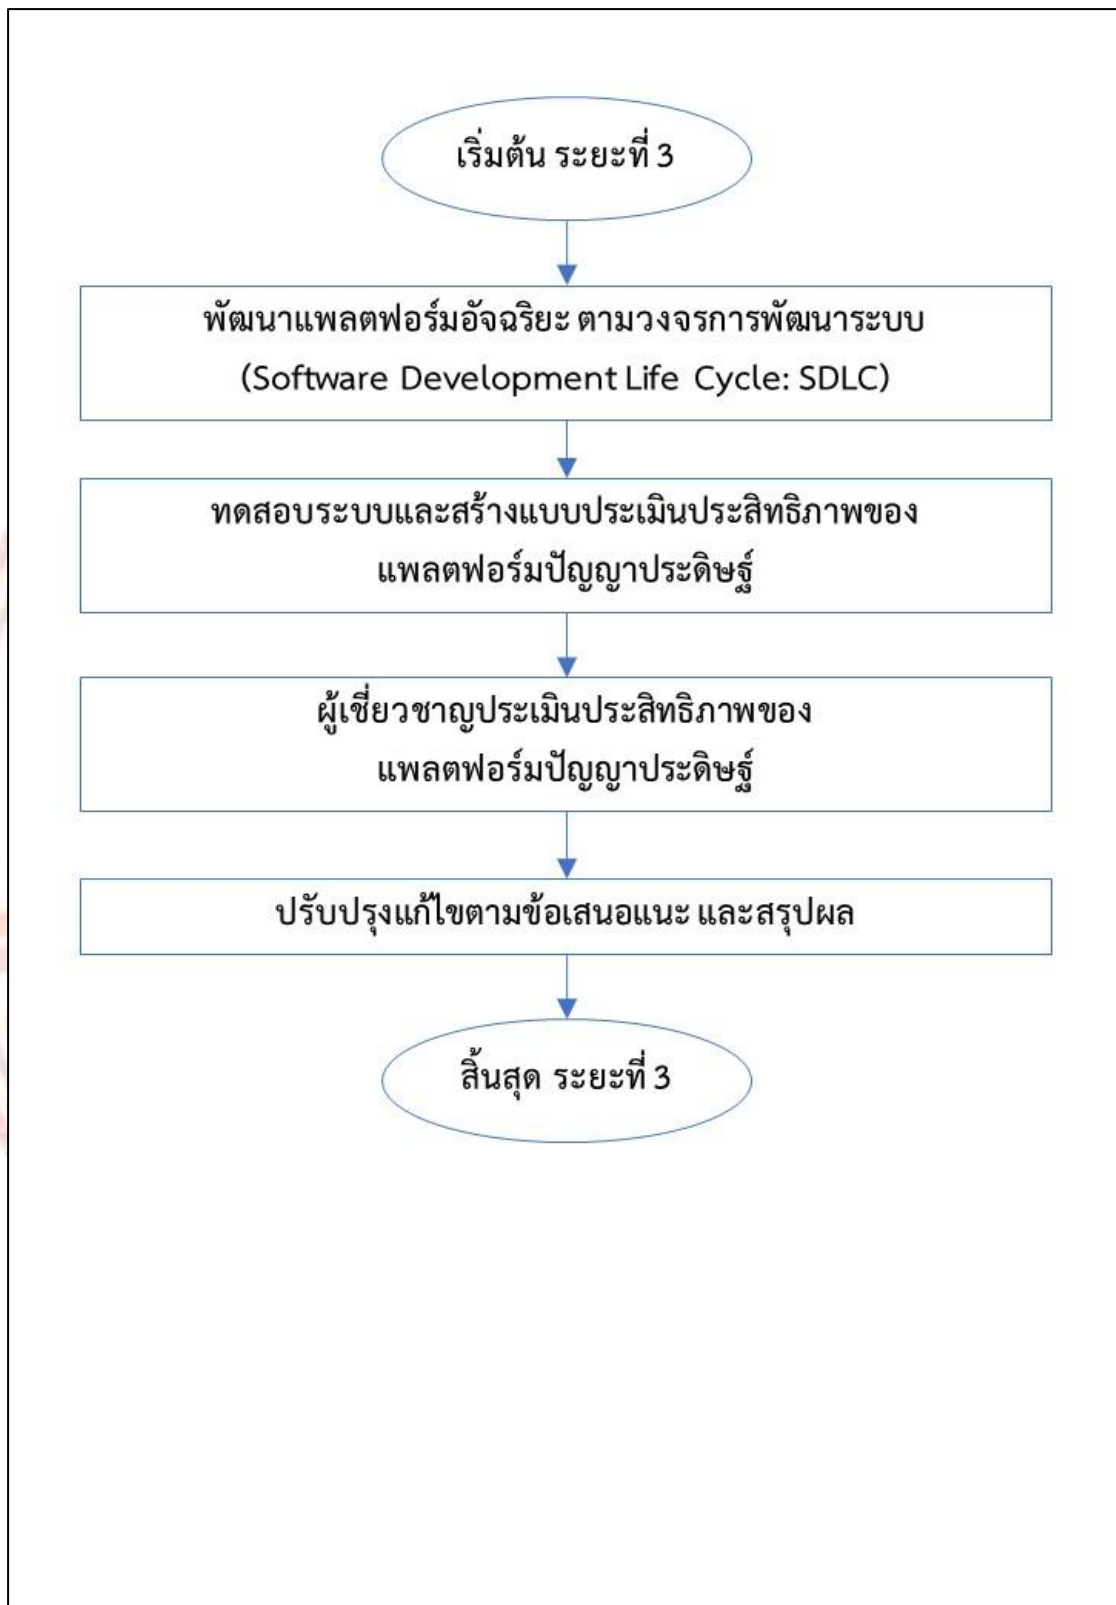 เริ่มต้น ระยะที่ 3
พัฒนาแพลตฟอร์มอัจฉริยะ ตามวงจรการพัฒนาระบบ
(Software Development Life Cycle: SDLC)
ทดสอบระบบและสร้างแบบประเมินประสิทธิภาพของ
แพลตฟอร์มปัญญาประดิษฐ์
ผู้เชี่ยวชาญประเมินประสิทธิภาพของ
แพลตฟอร์มปัญญาประดิษฐ์
ปรับปรุงแก้ไขตามข้อเสนอแนะ และสรุปผล
สิ้นสุด ระยะที่ 3